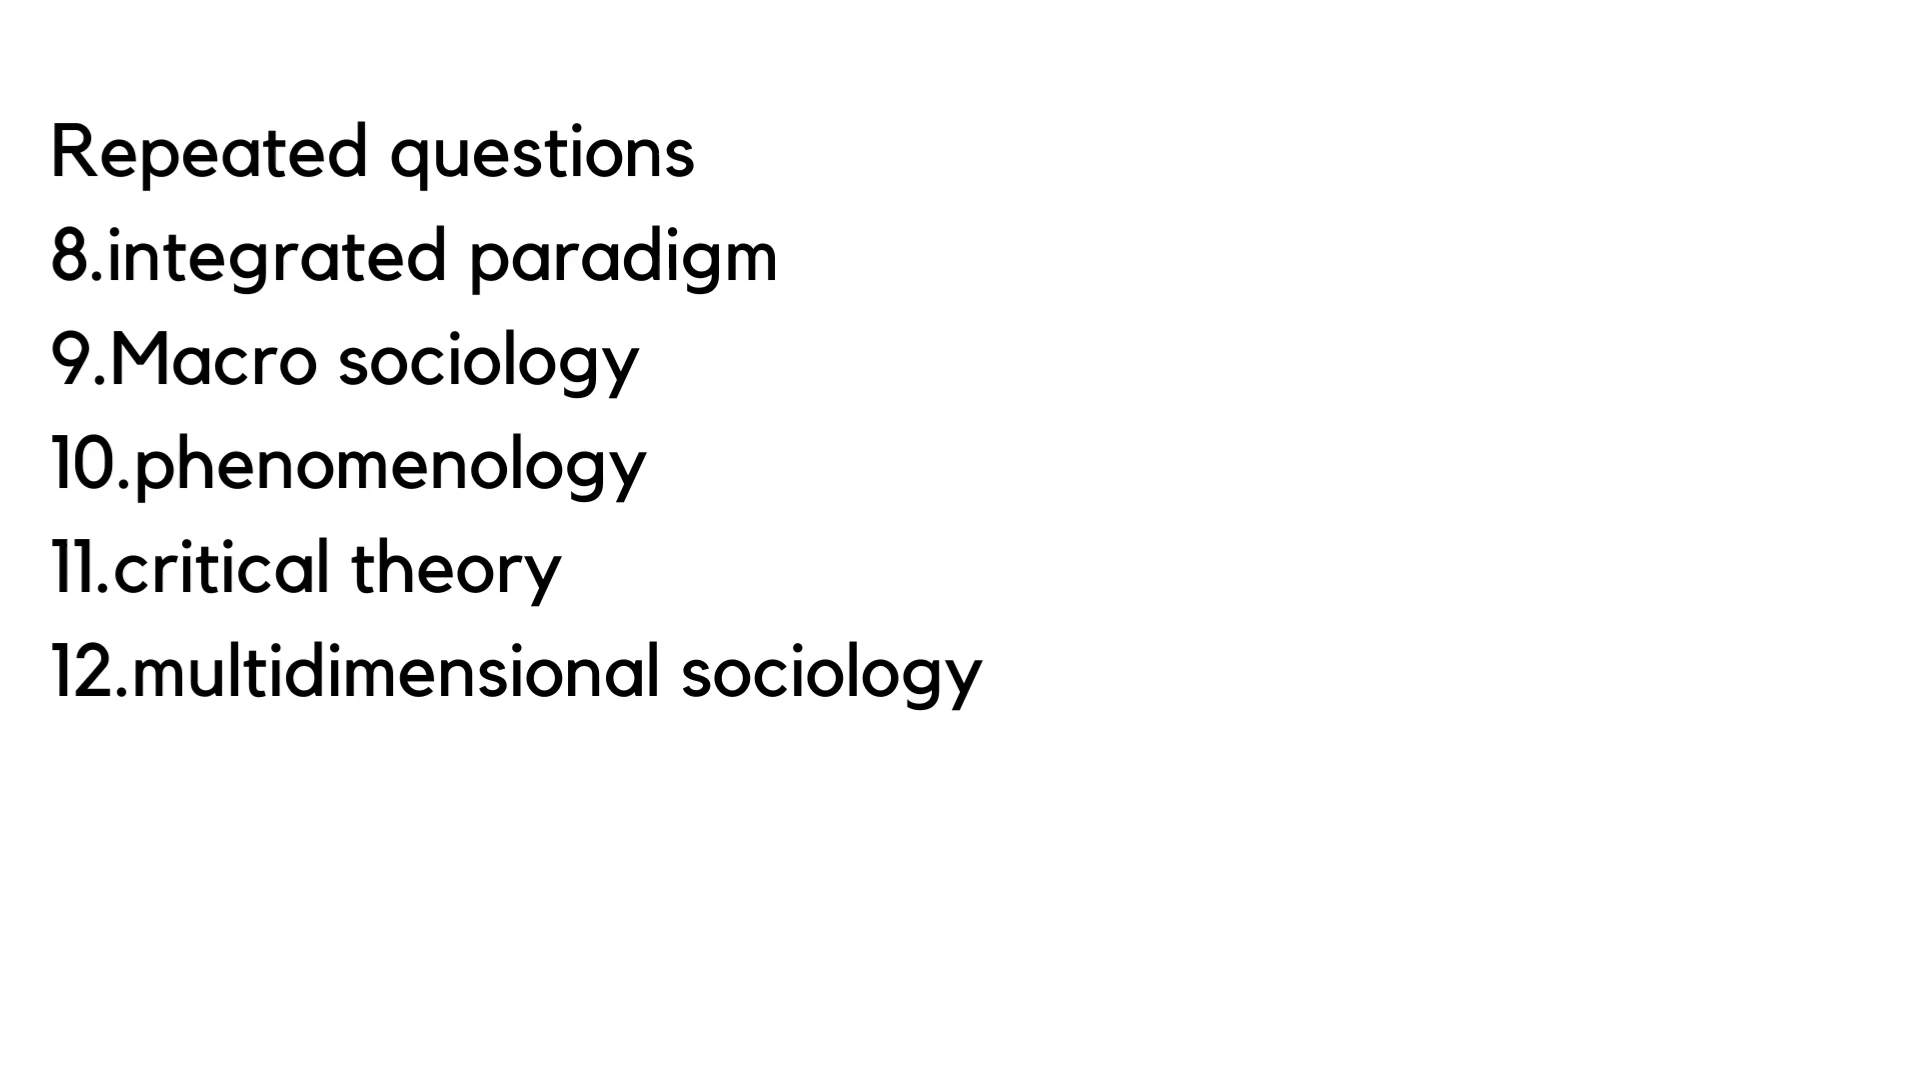 Repeated questions
8.integrated paradigm
9.Macro sociology
10.phenomenology
11.critical theory
12.multidimensional sociology